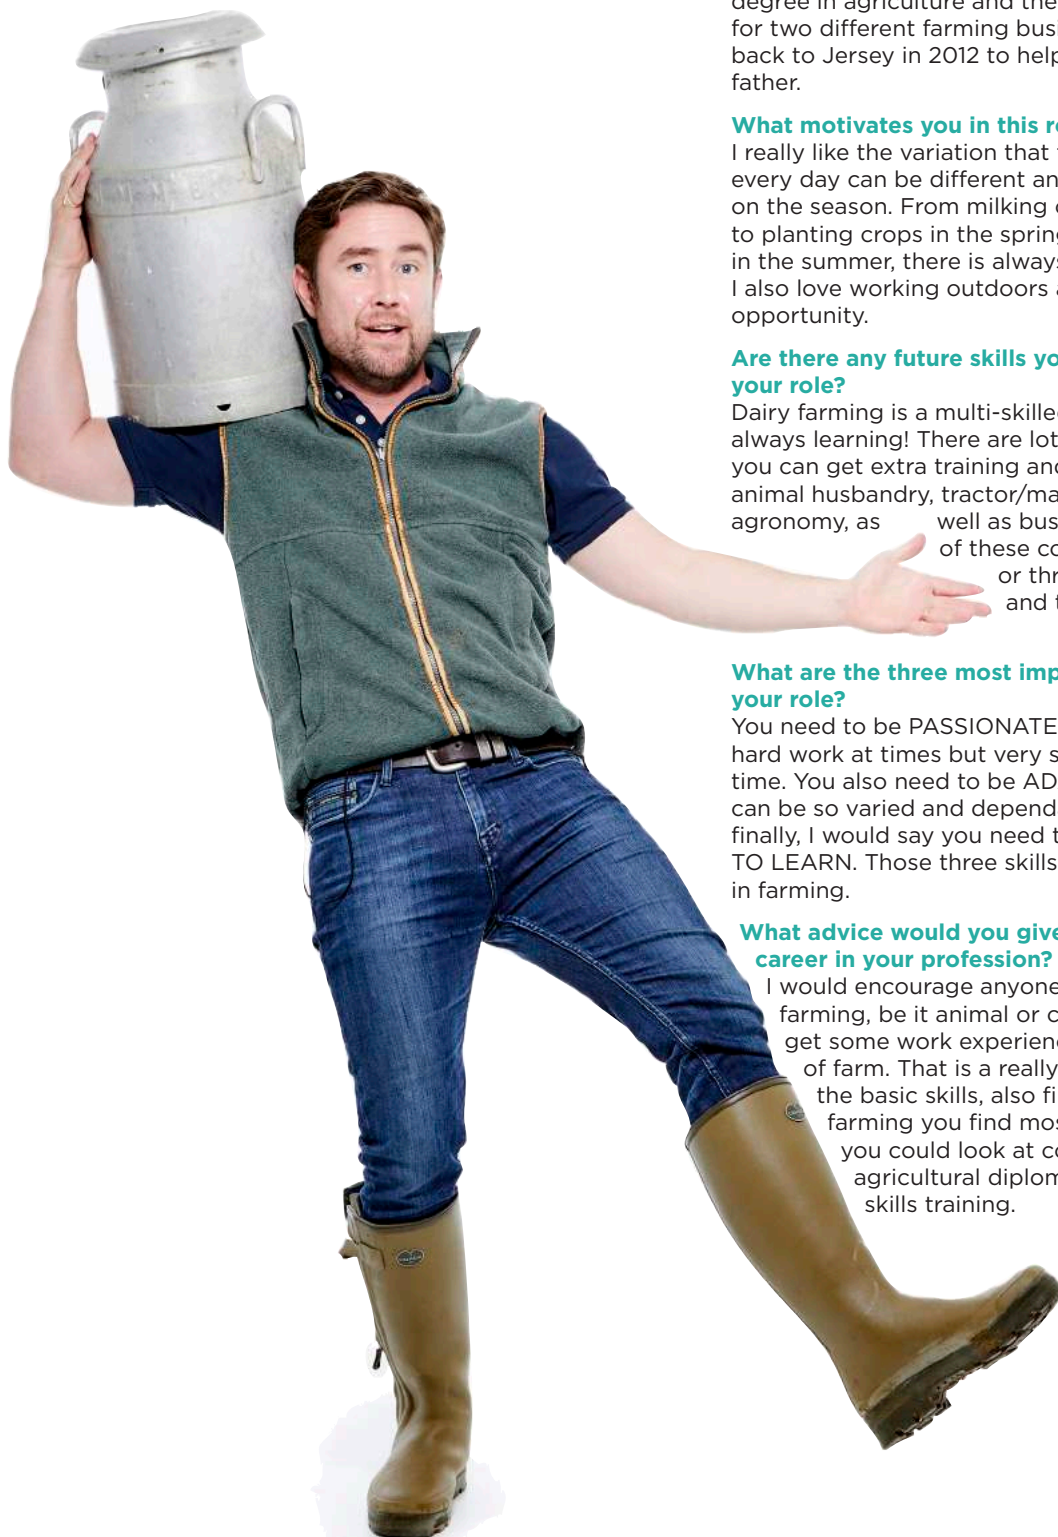 degree in agriculture and the
for two different farming busi
back to Jersey in 2012 to help
father.
What motivates you in this r
I really like the variation that
every day can be different an
on the season. From milking
to planting crops in the spring
in the summer, there is always
I also love working outdoors
opportunity.
Are there any future skills yo
your role?
Dairy farming is a multi-skille
always learning! There are lot
you can get extra training and
animal husbandry, tractor/ma
agronomy, as well as bus
of these co
or thr
and t
What are the three most imp
your role?
You need to be PASSIONATE
hard work at times but very s
time. You also need to be AD
can be so varied and depend
finally, I would say you need t
TO LEARN. Those three skills
in farming.
What advice would you give
career in your profession?
I would encourage anyone
farming, be it animal or c
get some work experienc
of farm. That is a really
the basic skills, also fi
farming you find mos
you could look at co
agricultural diplom
skills training.